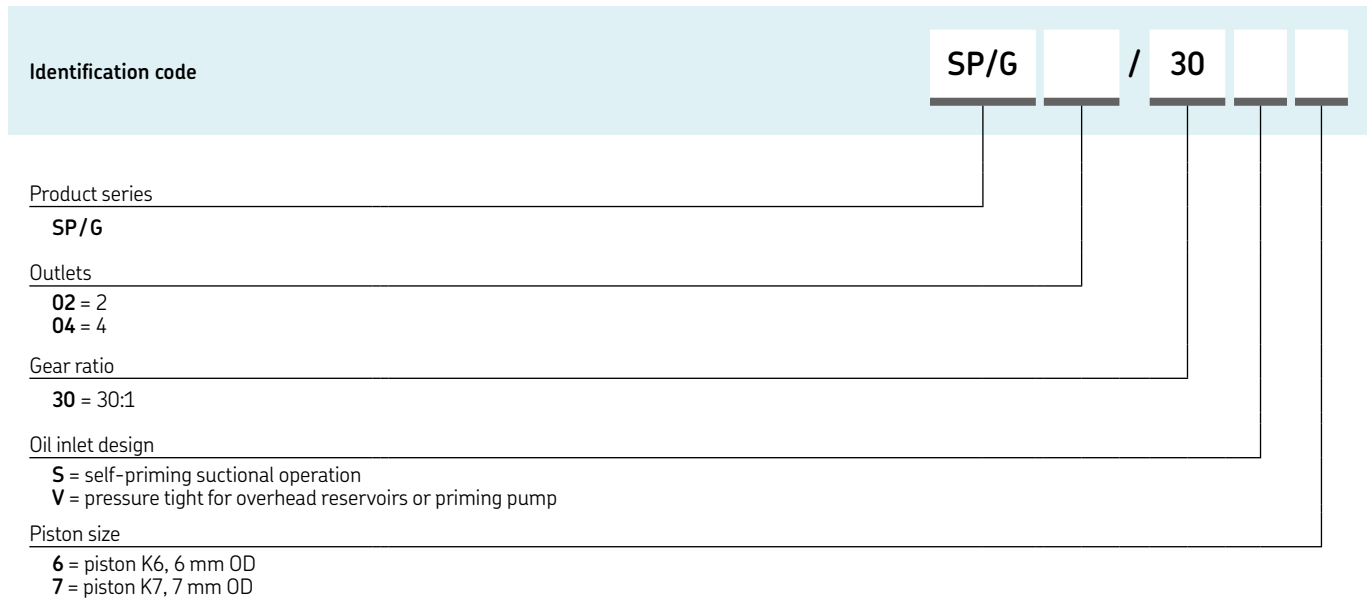 Identification code SP/G / 30
Product series
SP/G
Outlets
02 = 2
04 = 4
Gear ratio
30 = 30:1
Oil inlet design
S = self-priming suctional operation
V = pressure tight for overhead reservoirs or priming pump
Piston size
6 = piston K6, 6 mm OD
7 = piston K7, 7 mm OD